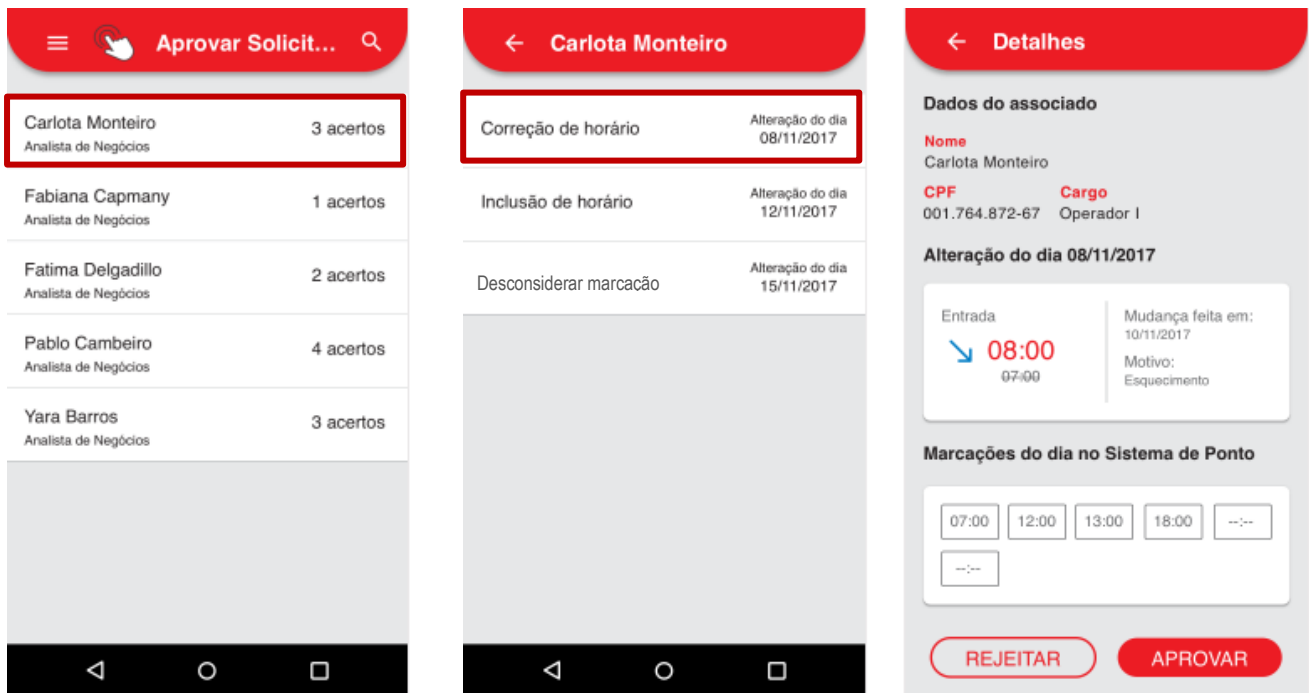 Aprovar Solicit...
Carlota Monteiro
3 acertos
Analista de Negócios
Fabiana Capmany
1 acertos
Analista de Negócios
Fatima Delgadillo
2 acertos
Analista de Negócios
Pablo Cambeiro
4 acertos
Analista de Negócios
Yara Barros
3 acertos
Analista de Negócios
Carlota Monteiro
Correção de horário
Alteração do dia
08/11/2017
Inclusão de horário
Alteração do dia
12/11/2017
Desconsiderar marcacão
Alteração do dia
15/11/2017
Detalhes
Dados do associado
Nome
Carlota Monteiro
CPF Cargo
001.764.872-67 Operador I
Alteração do dia 08/11/2017
Entrada
08:00
07:00
Mudança feita em:
10/11/2017
Motivo:
Esquecimento
Marcações do dia no Sistema de Ponto
07:00 12:00 13:00 18:00 --:--
--:--
REJEITAR APROVAR